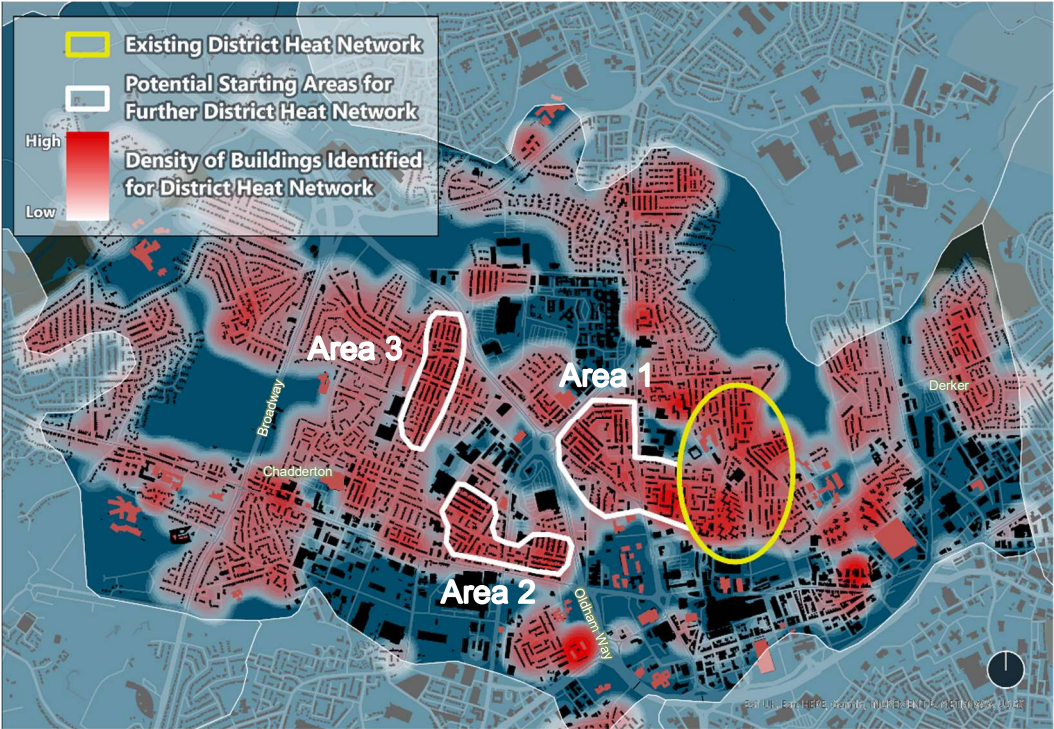 Existing District Heat Network
Potential Starting Areas for
Further District Heat Network
High
Density of Buildings Identified
for District Heat Network
Low
Area 3
Area 1
Derker
Broadway
Chadderton
Area 2
Oldham Way